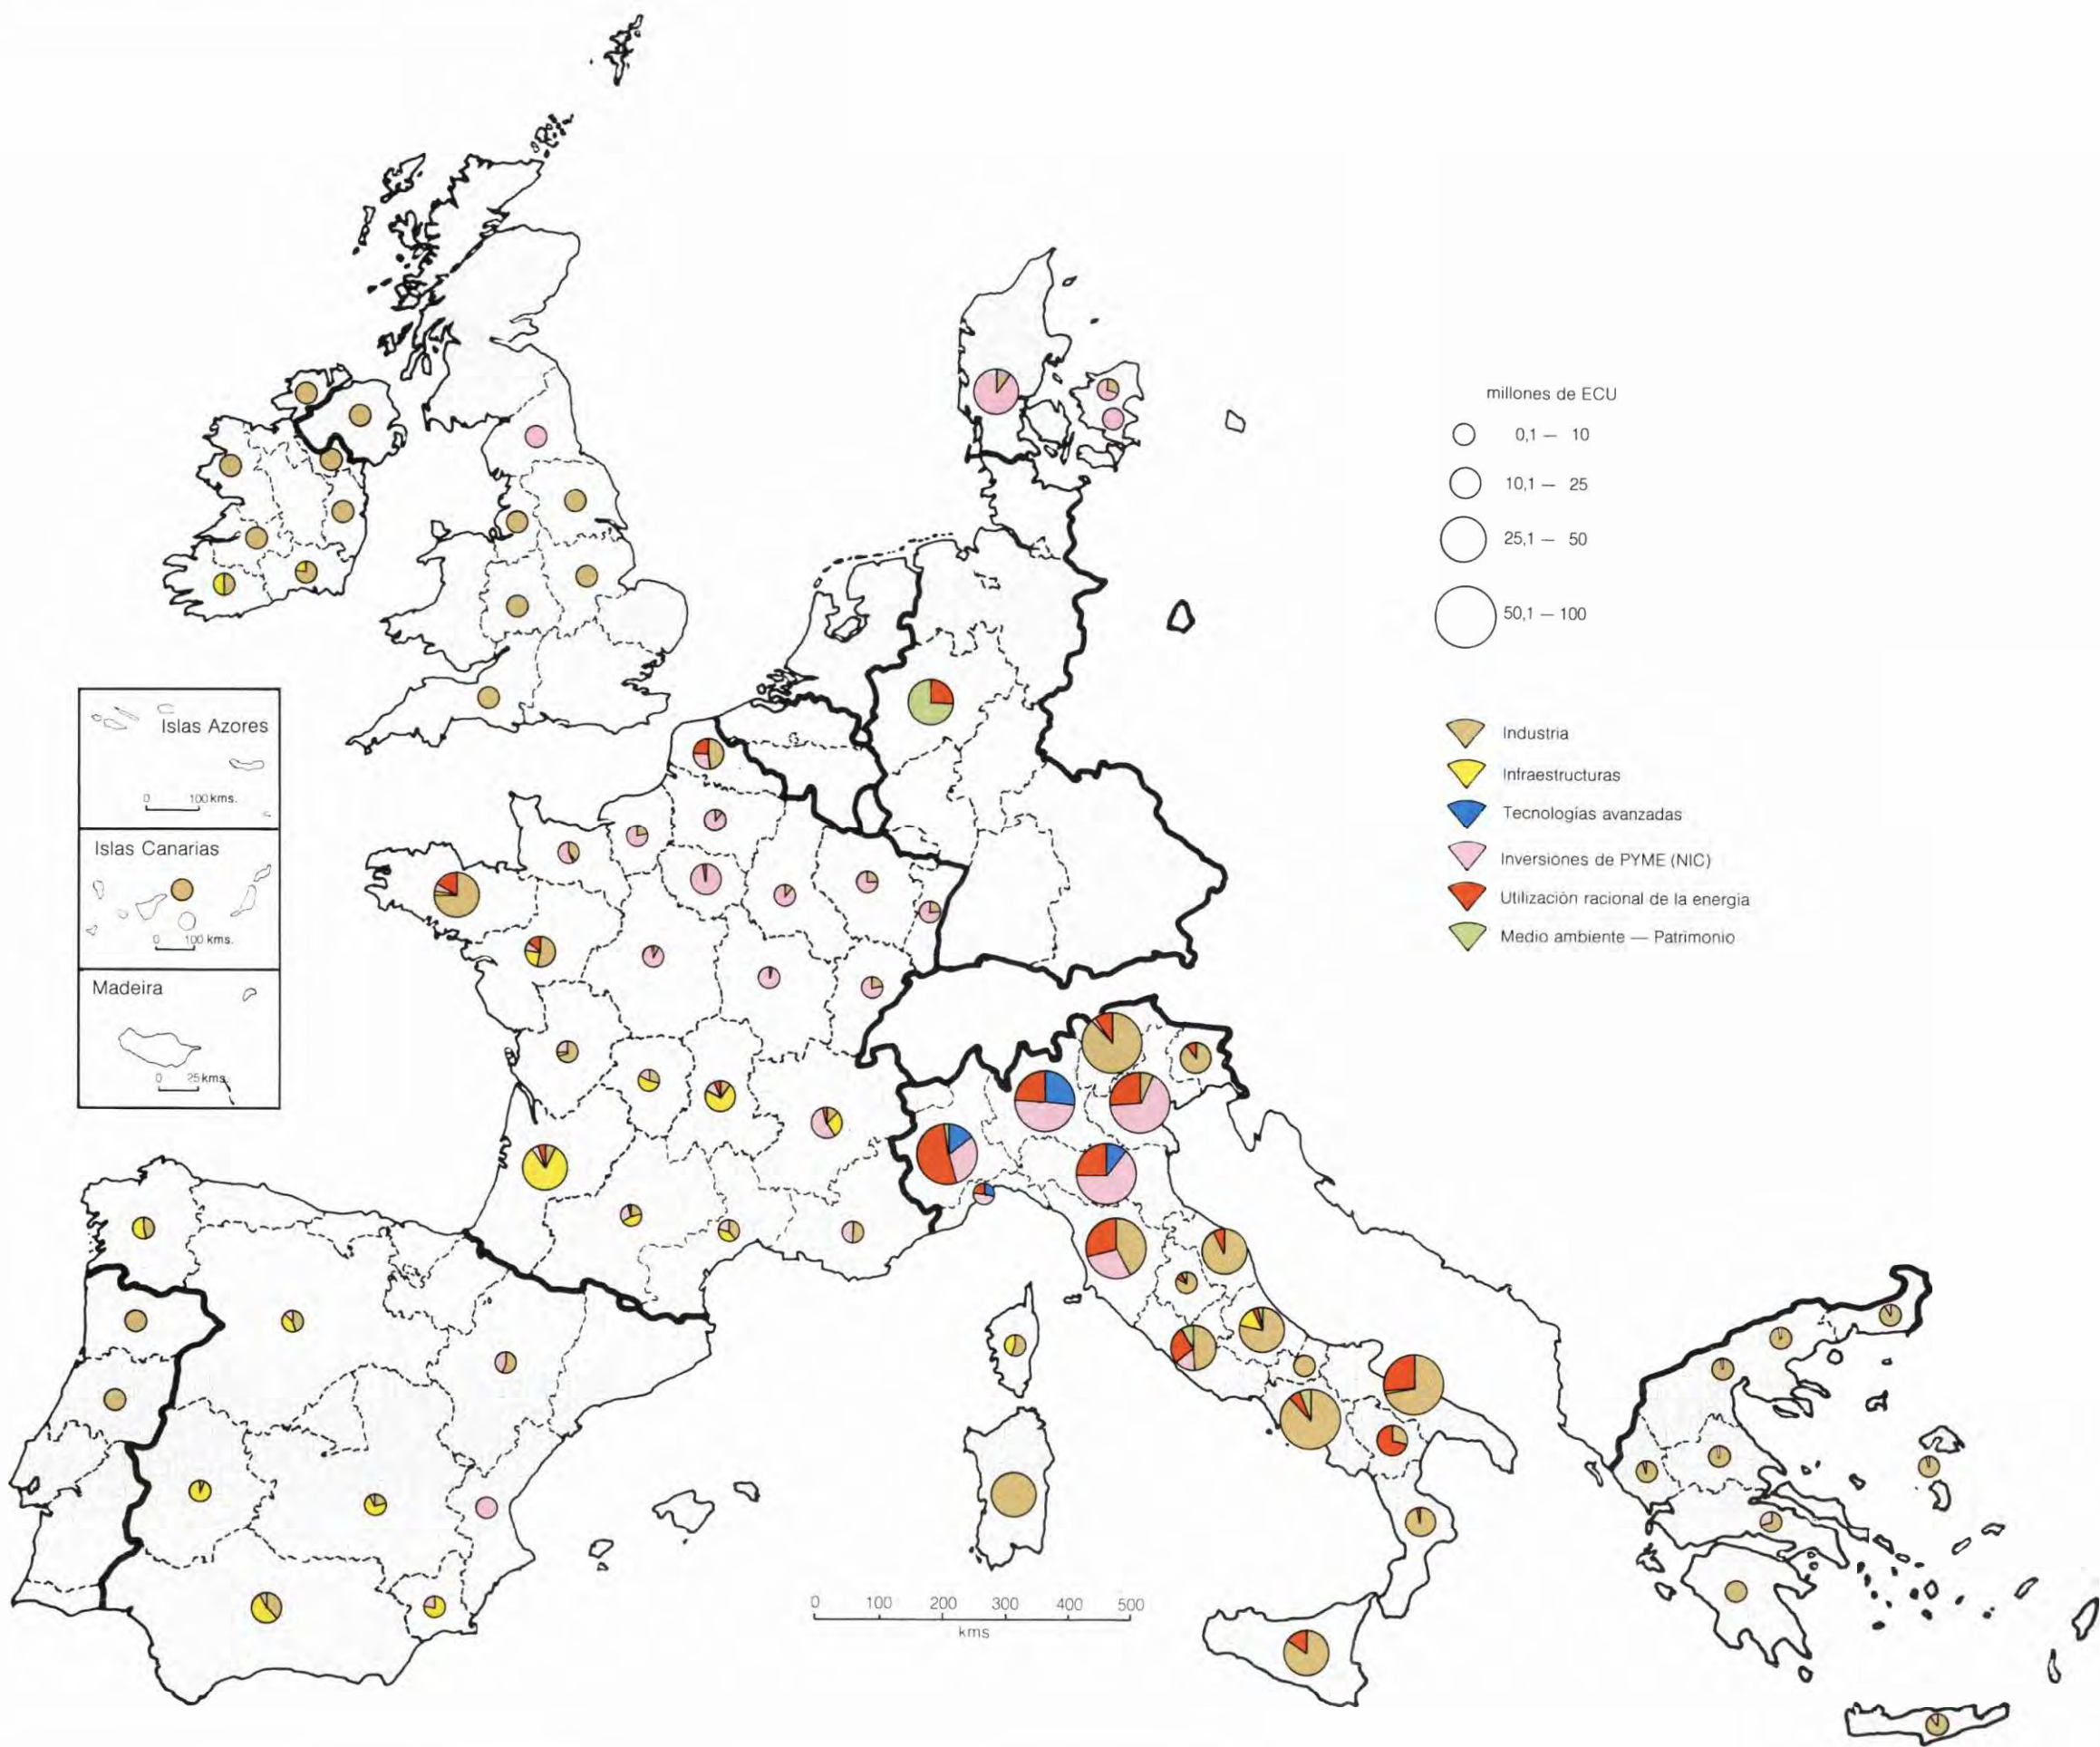 millones de ECU
0,1 — 10
10,1 — 25
25,1 — 50
50,1 — 100
Industria
Infraestructuras
Tecnologías avanzadas
Inversiones de PYME (NIC)
Utilización racional de la energía
Medio ambiente — Patrimonio
Islas Azores
0 100 kms.
Islas Canarias
0 100 kms.
Madeira
0 25 kms.
0 100 200 300 400 500
kms